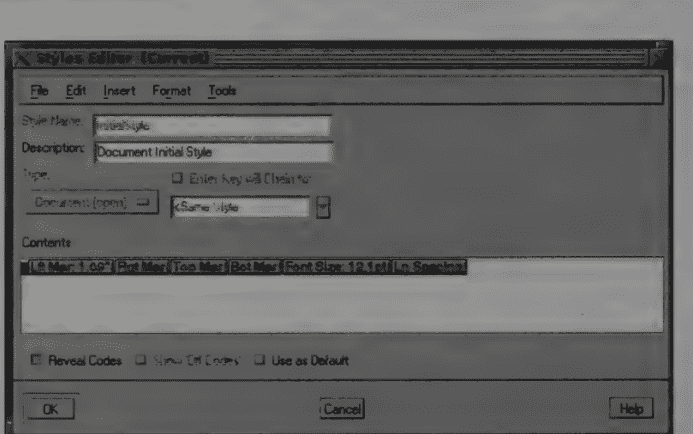 Styles Editor (Current)
File Edit Insert Format Tools
Style Name: InitialStyle
Description: Document Initial Style
Type: Enter Key will Chain to:
Document (open) <Same Style
Contents
Lft Mar: 1.09" Rgt Mar Top Mar Bot Mar Font Size: 12.1pt Ln Spacing
Reveal Codes Show 'Off Codes' Use as Default
OK Cancel Help